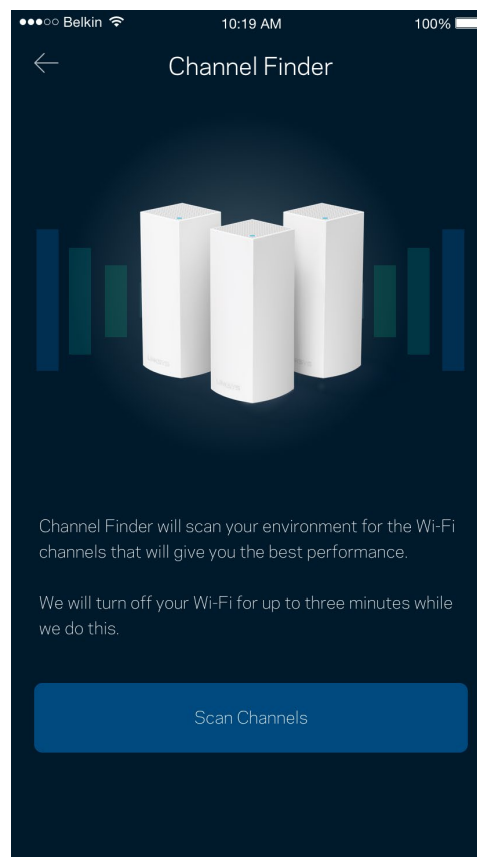 Belkin 10:19 AM 100%
Channel Finder
Channel Finder will scan your environment for the Wi-Fi
channels that will give you the best performance.
We will turn off your Wi-Fi for up to three minutes while
we do this.
Scan Channels